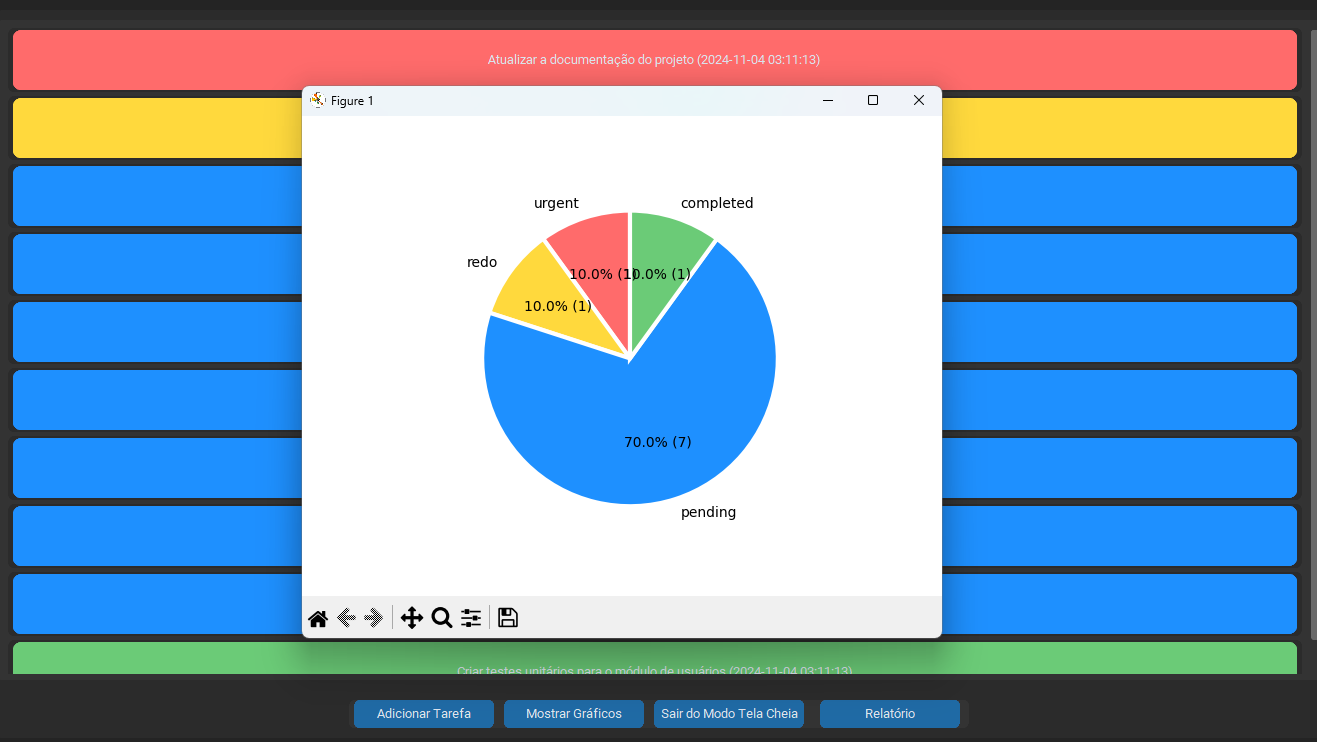 Atualizar a documentação do projeto (2024-11-04 03:11:13)
Figure 1
urgent
completed
redo
10.0% (1)
10.0% (1)
10.0% (1)
70.0% (7)
pending
Criar testes unitários para o módulo de usuários (2024-11-04 03:11:13)
Adicionar Tarefa
Mostrar Gráficos
Sair do Modo Tela Cheia
Relatório